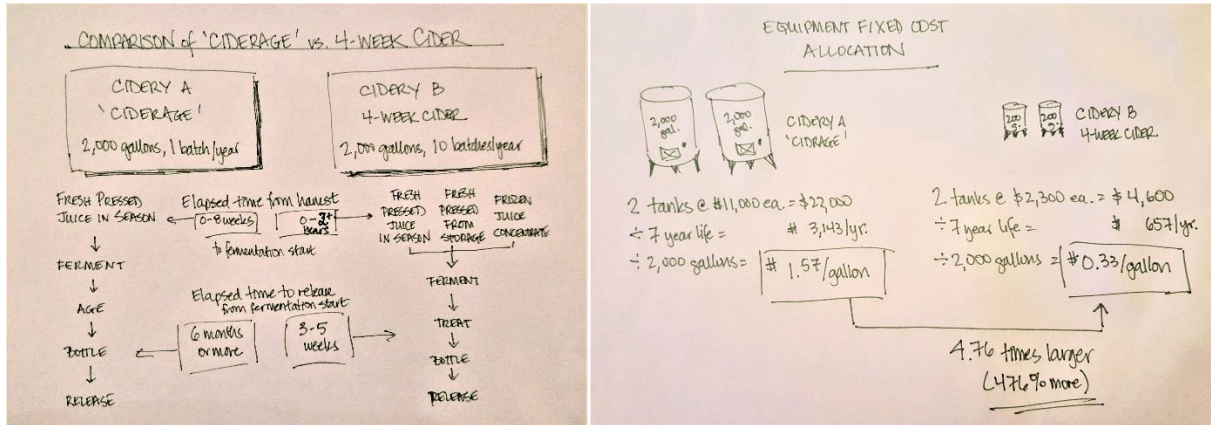 COMPARISON of 'CIDERAGE' vs. 4-WEEK CIDER
CIDERY A
'CIDERAGE'
2,000 gallons, 1 batch/year
CIDERY B
4-WEEK CIDER
2,000 gallons, 10 batches/year
FRESH PRESSED
JUICE IN SEASON
Elapsed time from harvest
0-8 weeks
0-2+
years
to fermentation start
FRESH
PRESSED
JUICE
IN SEASON
FRESH
PRESSED
FROM
STORAGE
FROZEN
JUICE
CONCENTRATE
FERMENT
AGE
BOTTLE
RELEASE
Elapsed time to release
from fermentation start
6 months
or more
3-5
weeks
FERMENT
TREAT
BOTTLE
RELEASE
EQUIPMENT FIXED COST
ALLOCATION
2,000
gal.
2,000
gal.
CIDERY A
'CIDRAGE'
200
g.
200
g.
CIDERY B
4-WEEK CIDER
2 tanks @ $11,000 ea. = $22,000
÷ 7 year life = $ 3,143/yr.
÷ 2,000 gallons = $ 1.57/gallon
2 tanks @ $2,300 ea. = $ 4,600
÷ 7 year life = $ 657/yr.
÷ 2,000 gallons = $0.33/gallon
4.76 times larger
(476% more)